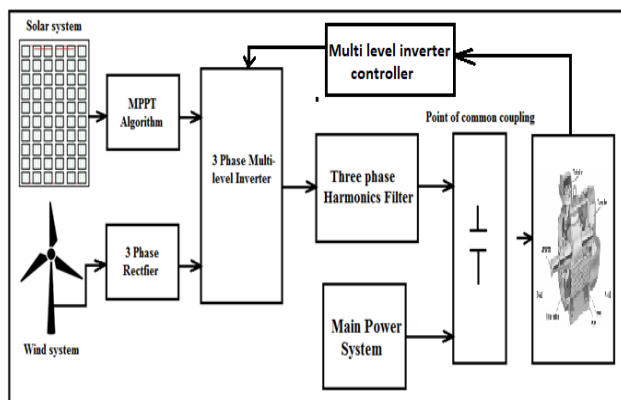 Solar system
MPPT
Algorithm
3 Phase Multi-
level Inverter
Multi level inverter
controller
Point of common coupling
Three phase
Harmonics Filter
3 Phase
Rectfier
Main Power
System
Wind system